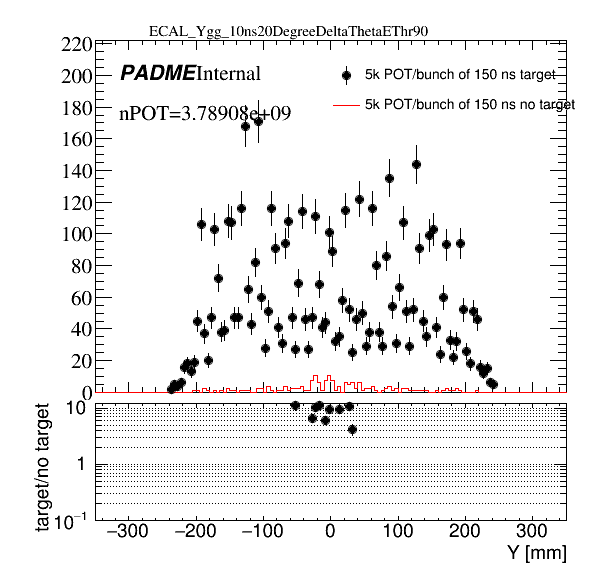 ECAL_Ygg_10ns20DegreeDeltaThetaEThr90
220
200
180
160
140
120
100
80
60
40
20
0
PADME Internal
nPOT=3.78908e+09
5k POT/bunch of 150 ns target
5k POT/bunch of 150 ns no target
target/no target
10
1
10⁻¹
−300 −200 −100 0 100 200 300
Y [mm]